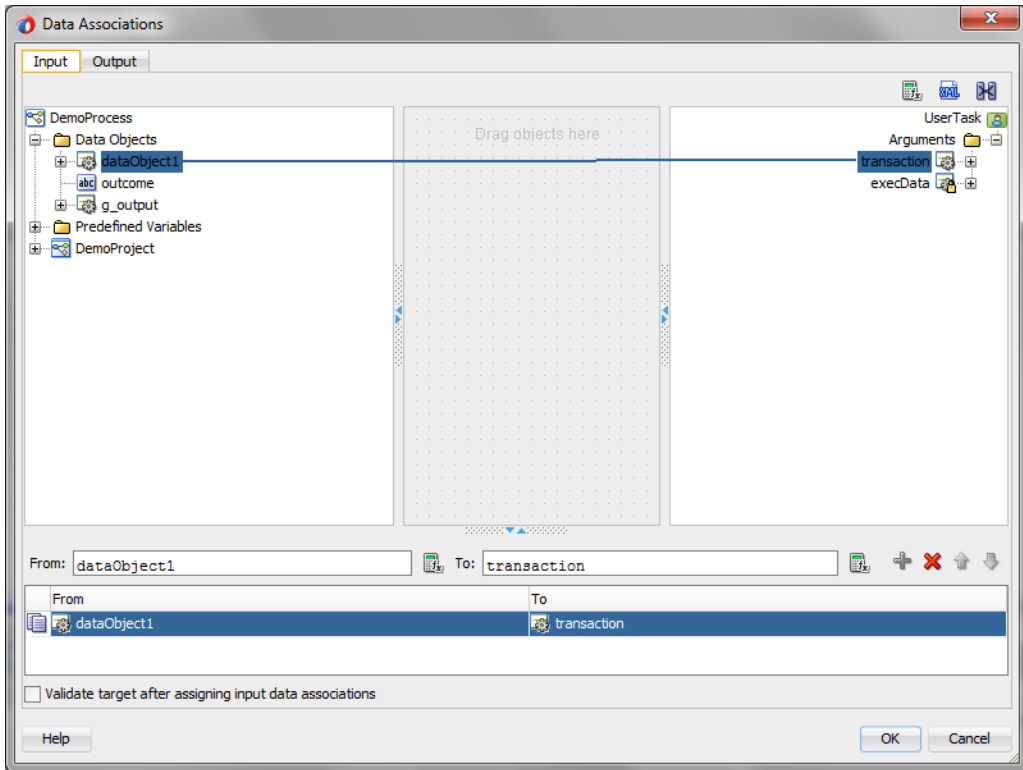 Data Associations
Input Output
DemoProcess
Data Objects
dataObject1
abc outcome
g_output
Predefined Variables
DemoProject
Drag objects here
UserTask
Arguments
transaction
execData
From: dataObject1 To: transaction
From To
dataObject1 transaction
Validate target after assigning input data associations
Help OK Cancel